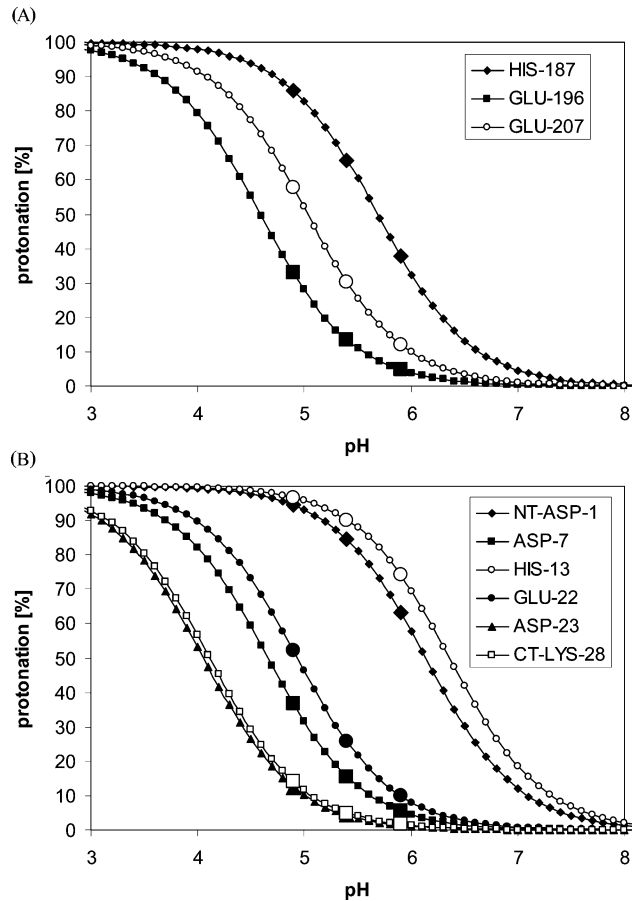 (A)
100
90
80
70
60
50
40
30
20
10
0
protonation [%]
HIS-187
GLU-196
GLU-207
3 4 5 6 7 8
pH
(B)
100
90
80
70
60
50
40
30
20
10
0
protonation [%]
NT-ASP-1
ASP-7
HIS-13
GLU-22
ASP-23
CT-LYS-28
3 4 5 6 7 8
pH